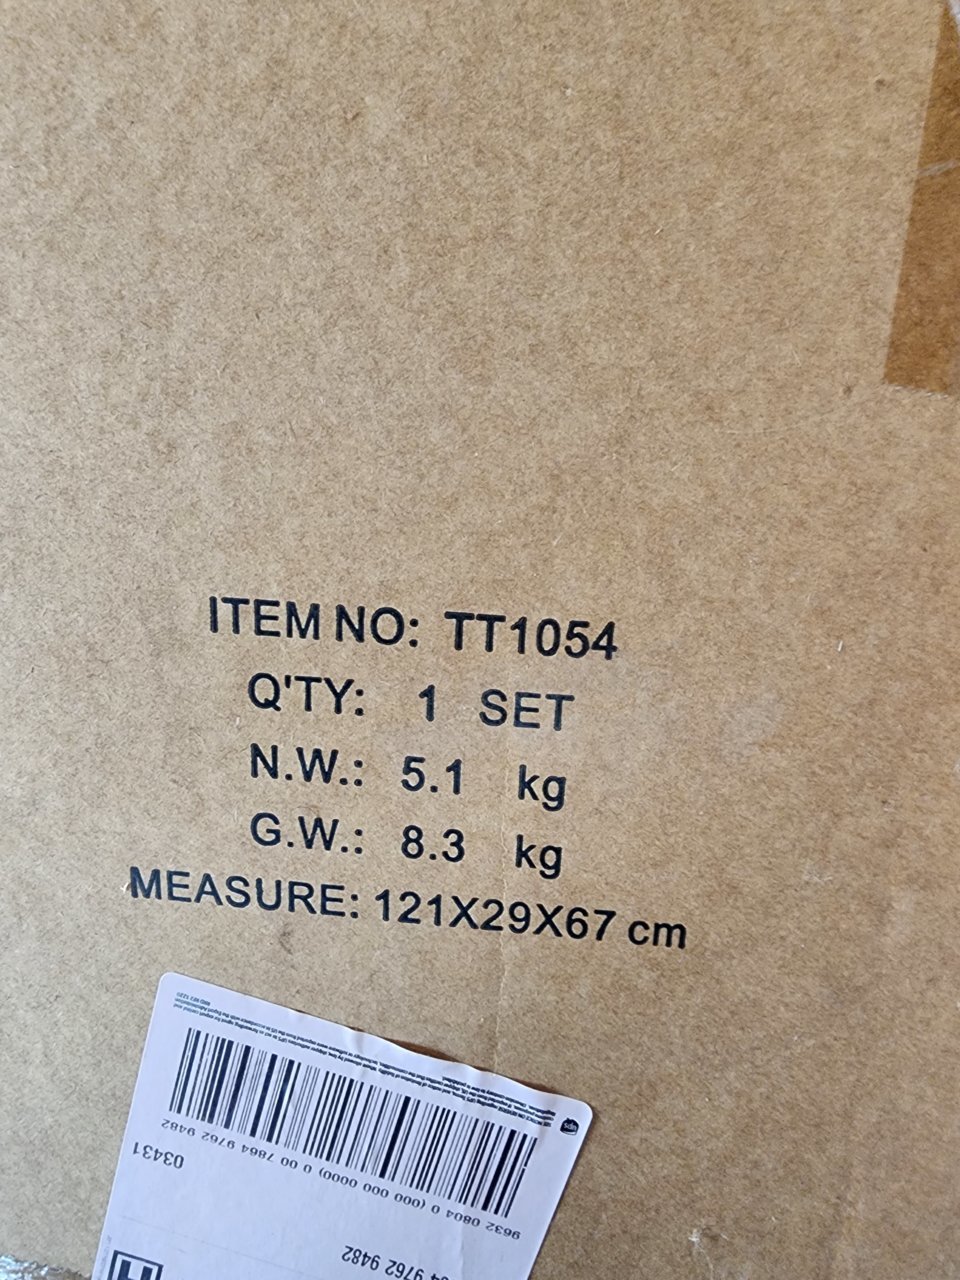 ITEM NO: TT1054
Q'TY: 1 SET
N.W.: 5.1 kg
G.W.: 8.3 kg
MEASURE: 121X29X67 cm
ups
9632 0804 0 (000 000 0000) 0 00 7864 9762 9482
03431
9762 9482
H